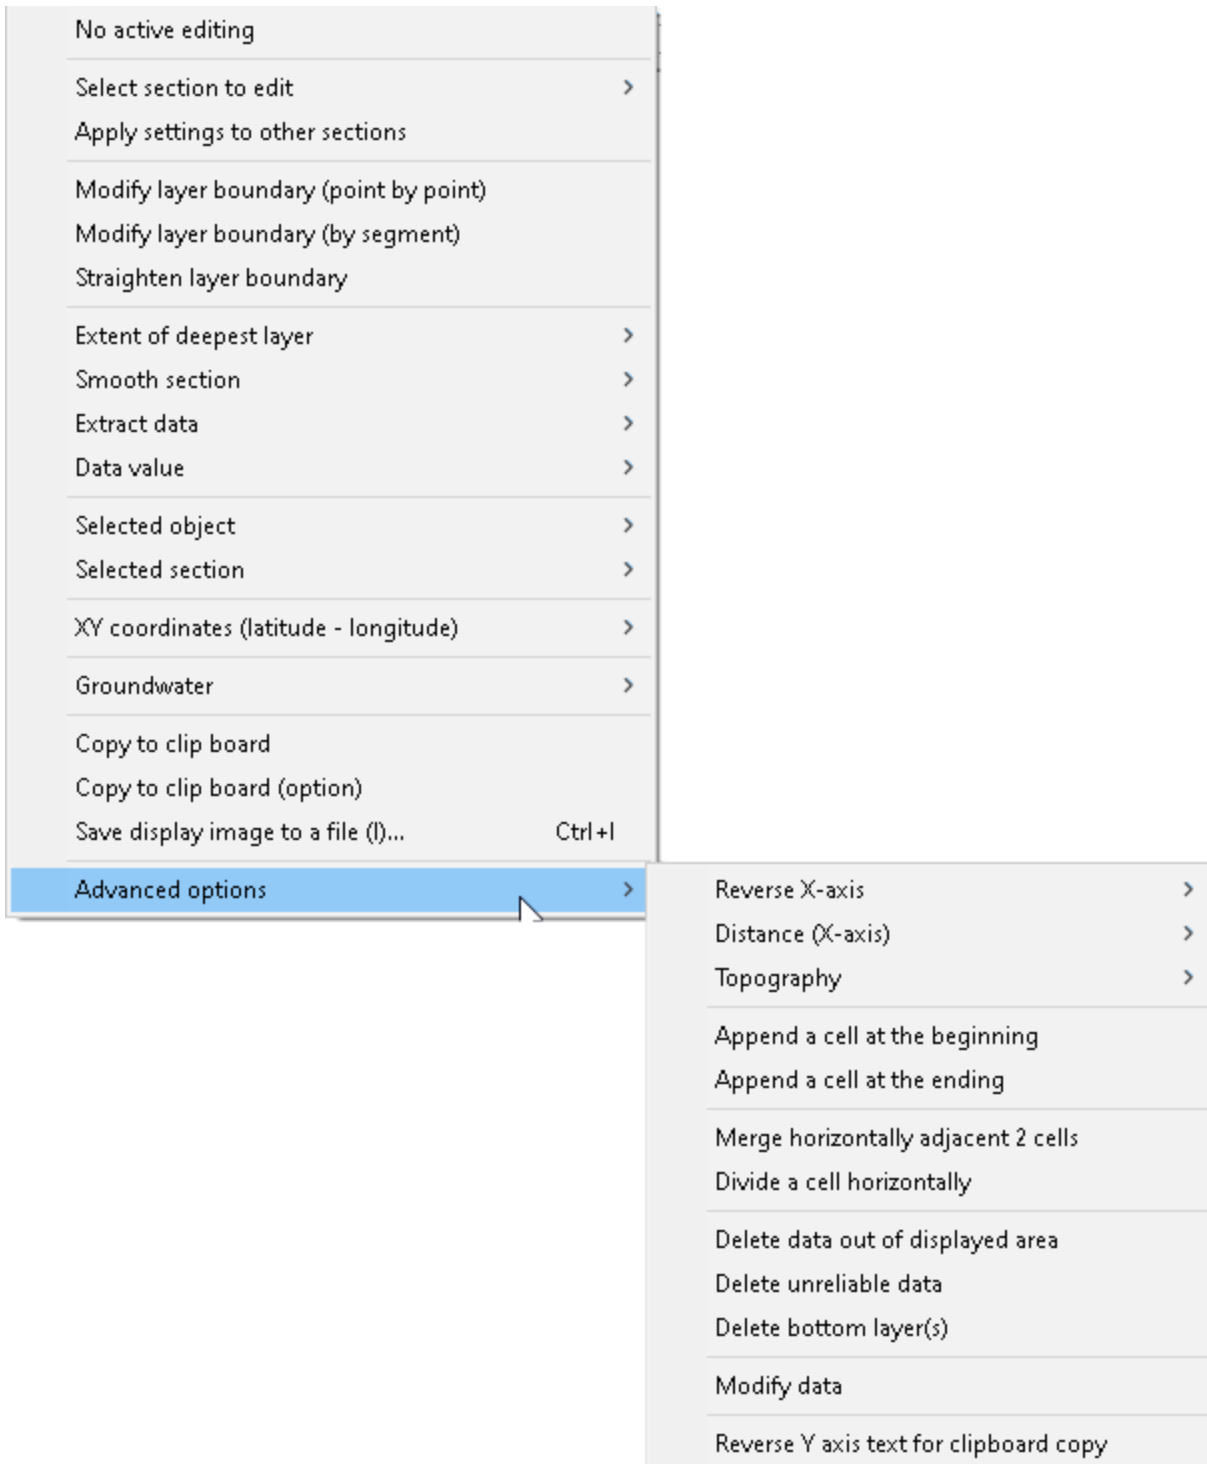 No active editing
Select section to edit
Apply settings to other sections
Modify layer boundary (point by point)
Modify layer boundary (by segment)
Straighten layer boundary
Extent of deepest layer
Smooth section
Extract data
Data value
Selected object
Selected section
XY coordinates (latitude - longitude)
Groundwater
Copy to clip board
Copy to clip board (option)
Save display image to a file (I)... Ctrl+I
Advanced options
Reverse X-axis
Distance (X-axis)
Topography
Append a cell at the beginning
Append a cell at the ending
Merge horizontally adjacent 2 cells
Divide a cell horizontally
Delete data out of displayed area
Delete unreliable data
Delete bottom layer(s)
Modify data
Reverse Y axis text for clipboard copy